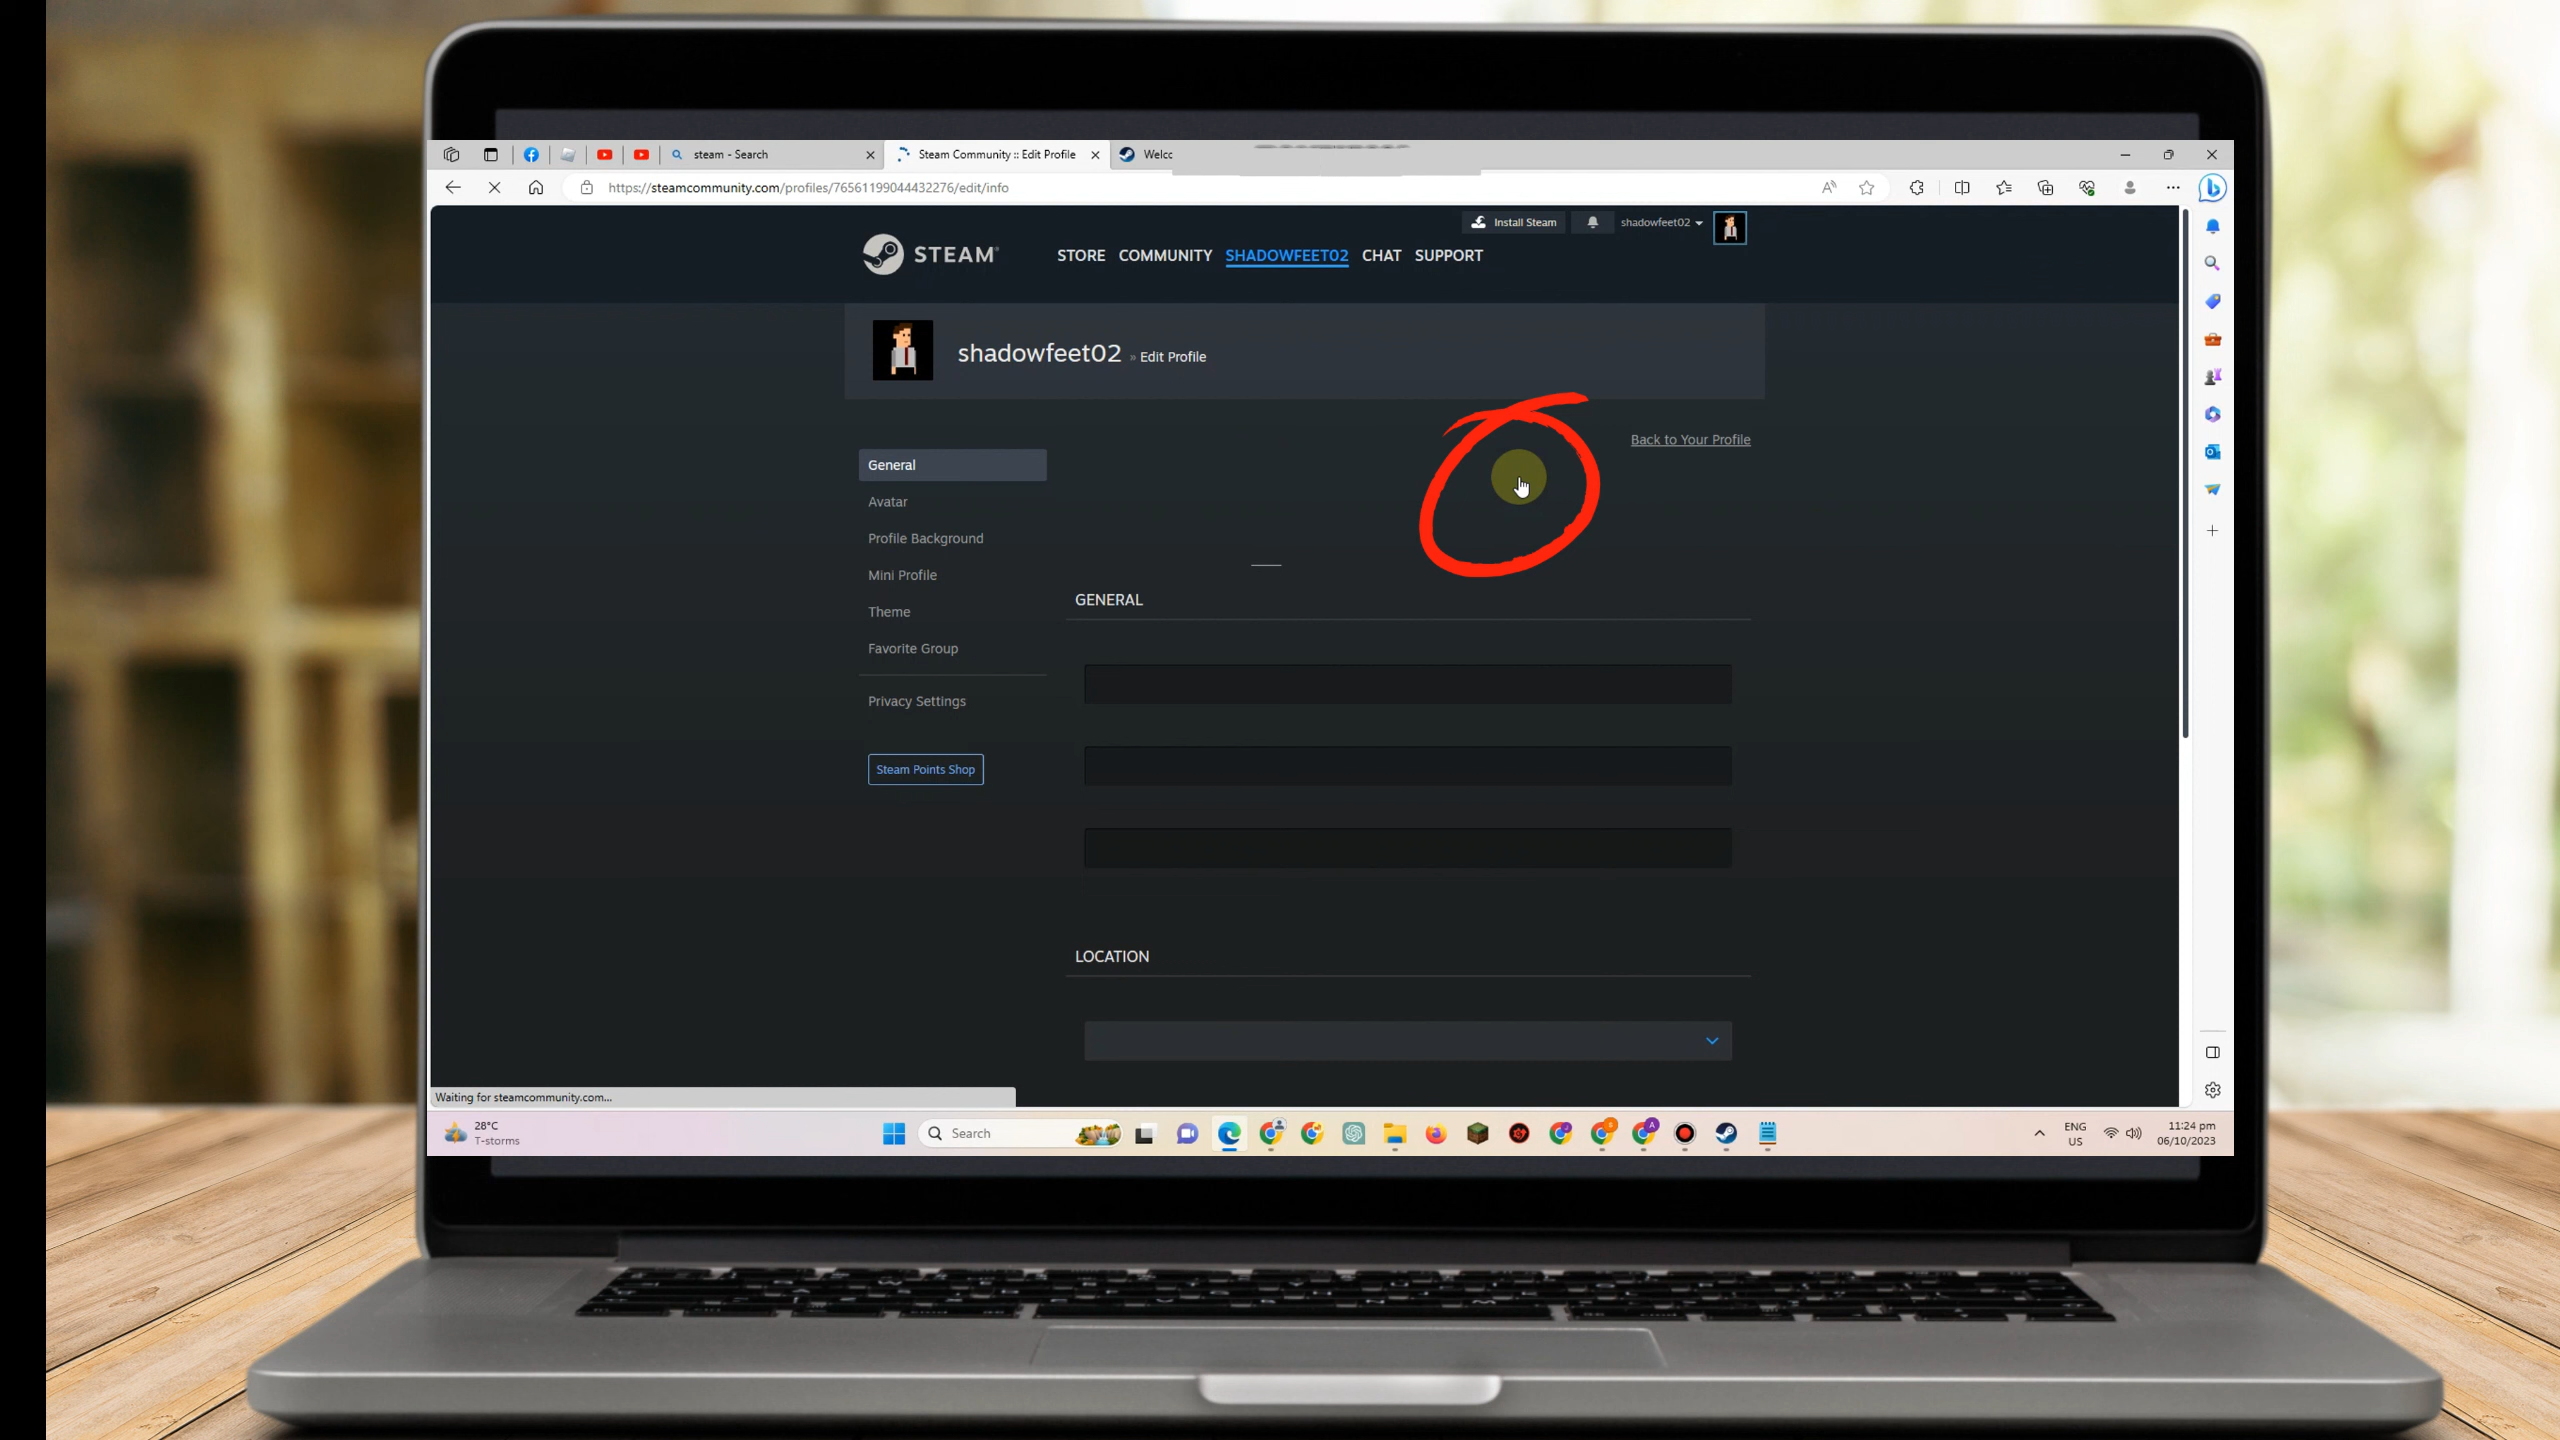 steam - Search
Steam Community :: Edit Profile
Welcc
https://steamcommunity.com/profiles/76561199044432276/edit/info
Install Steam
shadowfeet02
STEAM
STORE COMMUNITY SHADOWFEET02 CHAT SUPPORT
shadowfeet02 » Edit Profile
Back to Your Profile
General
Avatar
Profile Background
Mini Profile
Theme
Favorite Group
Privacy Settings
Steam Points Shop
GENERAL
LOCATION
Waiting for steamcommunity.com...
28°C
T-storms
Search
ENG
US
11:24 pm
06/10/2023